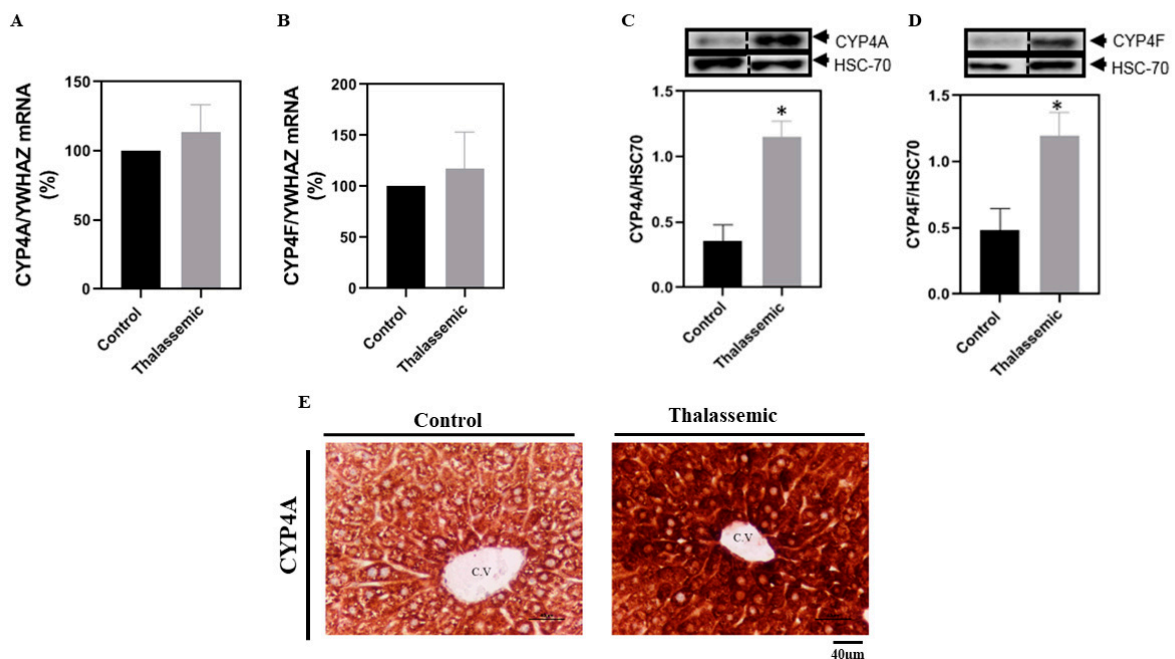 A
CYP4A/YWHAZ mRNA
(%)
150
100
50
0
Control
Thalassemic
B
CYP4F/YWHAZ mRNA
(%)
200
150
100
50
0
Control
Thalassemic
C
CYP4A
HSC-70
CYP4A/HSC70
1.5
1.0
0.5
0.0
*
Control
Thalassemic
D
CYP4F
HSC-70
CYP4F/HSC70
1.5
1.0
0.5
0.0
*
Control
Thalassemic
E
Control
Thalassemic
CYP4A
C.V
C.V
40µm